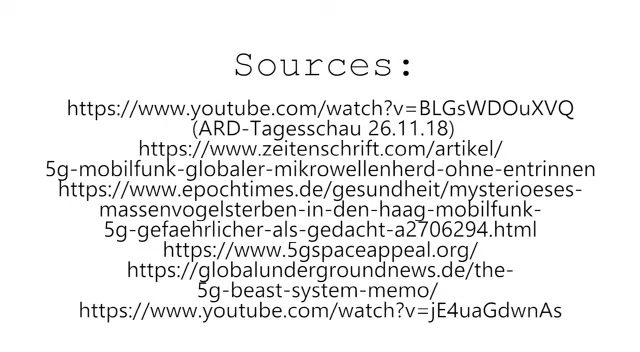 Sources:
https://www.youtube.com/watch?v=BLGsWDOuXVQ
(ARD-Tagesschau 26.11.18)
https://www.zeitenschrift.com/artikel/
5g-mobilfunk-globaler-mikrowellenherd-ohne-entrinnen
https://www.epochtimes.de/gesundheit/mysterioeses-
massenvogelsterben-in-den-haag-mobilfunk-
5g-gefaehrlicher-als-gedacht-a2706294.html
https://www.5gspaceappeal.org/
https://globalundergroundnews.de/the-
5g-beast-system-memo/
https://www.youtube.com/watch?v=jE4uaGdwnAs